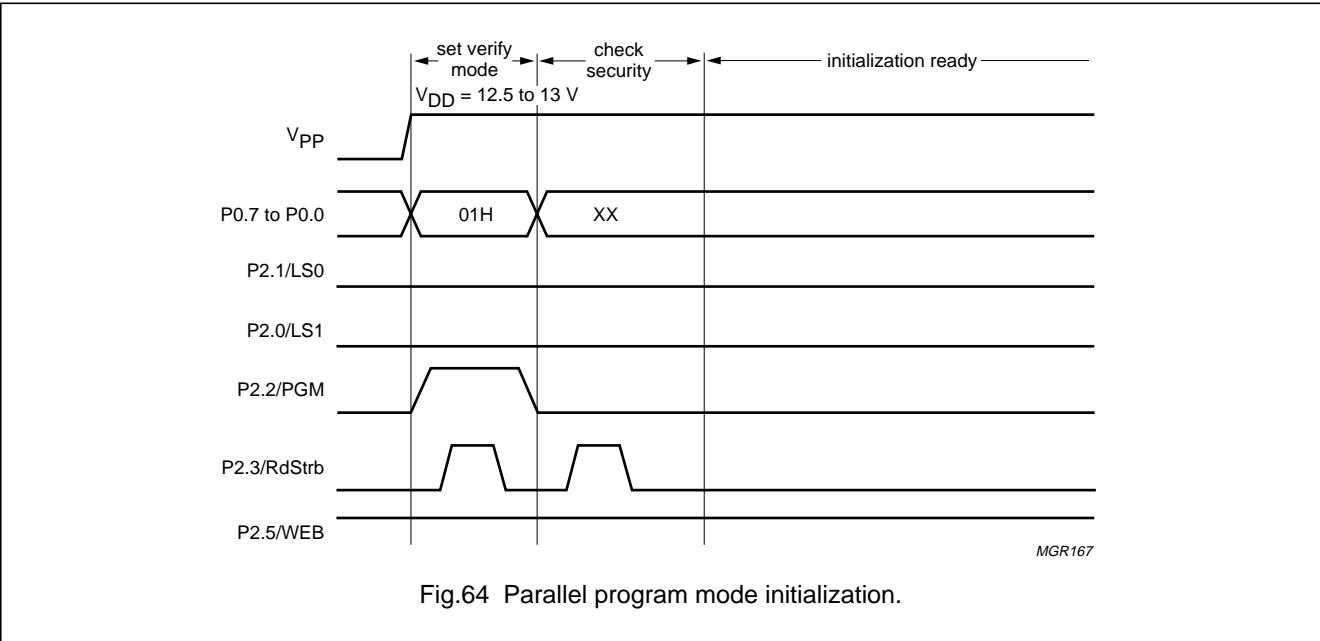 set verify
mode
check
security
initialization ready
VDD = 12.5 to 13 V
VPP
P0.7 to P0.0
01H
XX
P2.1/LS0
P2.0/LS1
P2.2/PGM
P2.3/RdStrb
P2.5/WEB
MGR167
Fig.64 Parallel program mode initialization.